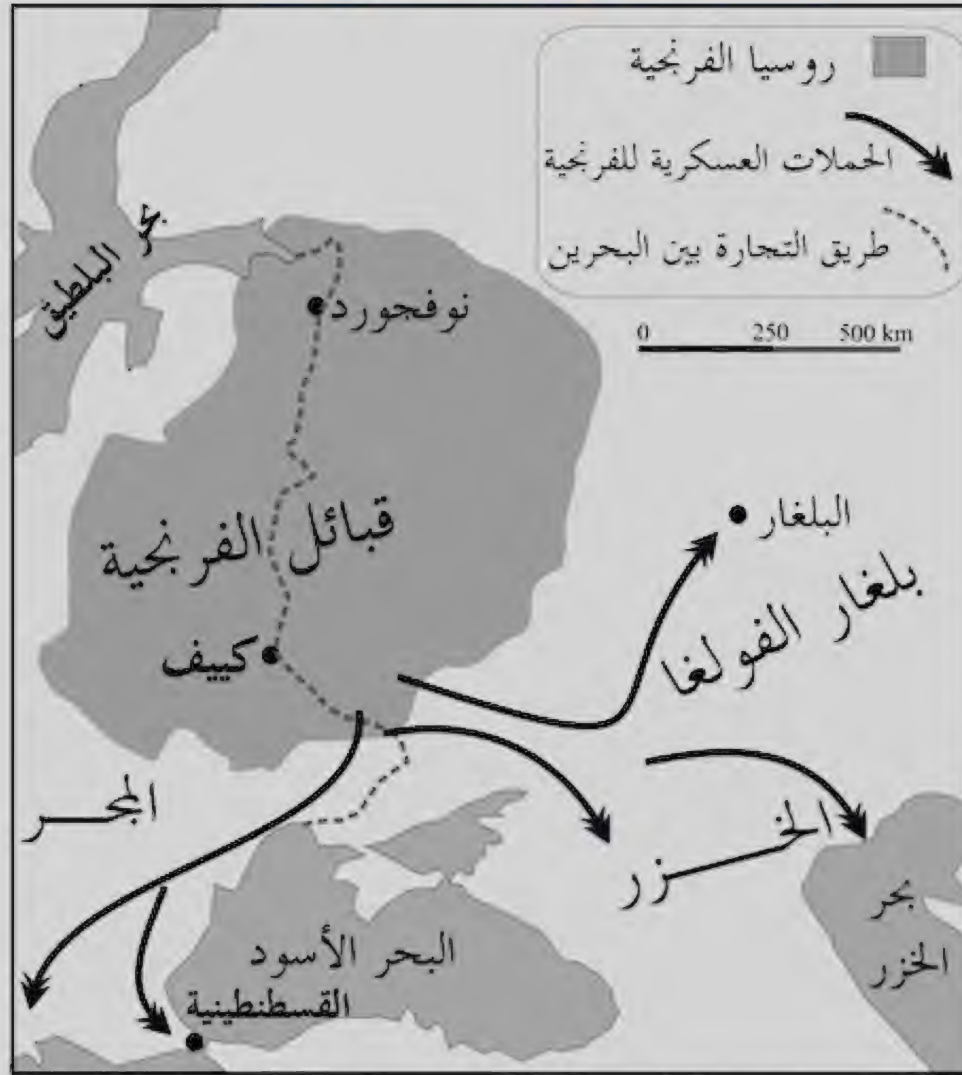 روسيا الفرنجية
الحملات العسكرية للفرنجية
طريق التجارة بين البحرين
0 250 500 km
بحر البلطيق
نوفجورد
قبائل الفرنجية
البلغار
بلغار الفولغا
كييف
المجر
الخزر
بحر
الخزر
البحر الأسود
القسطنطينية